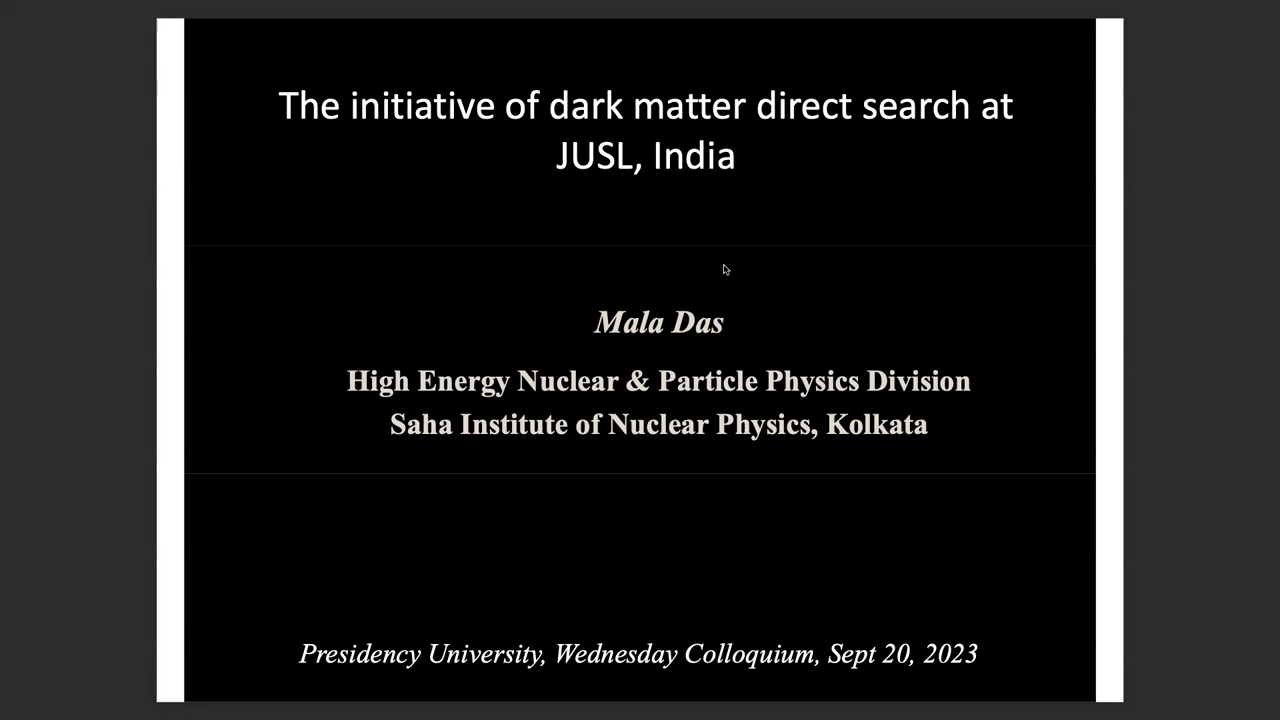 The initiative of dark matter direct search at
JUSL, India
Mala Das
High Energy Nuclear & Particle Physics Division
Saha Institute of Nuclear Physics, Kolkata
Presidency University, Wednesday Colloquium, Sept 20, 2023